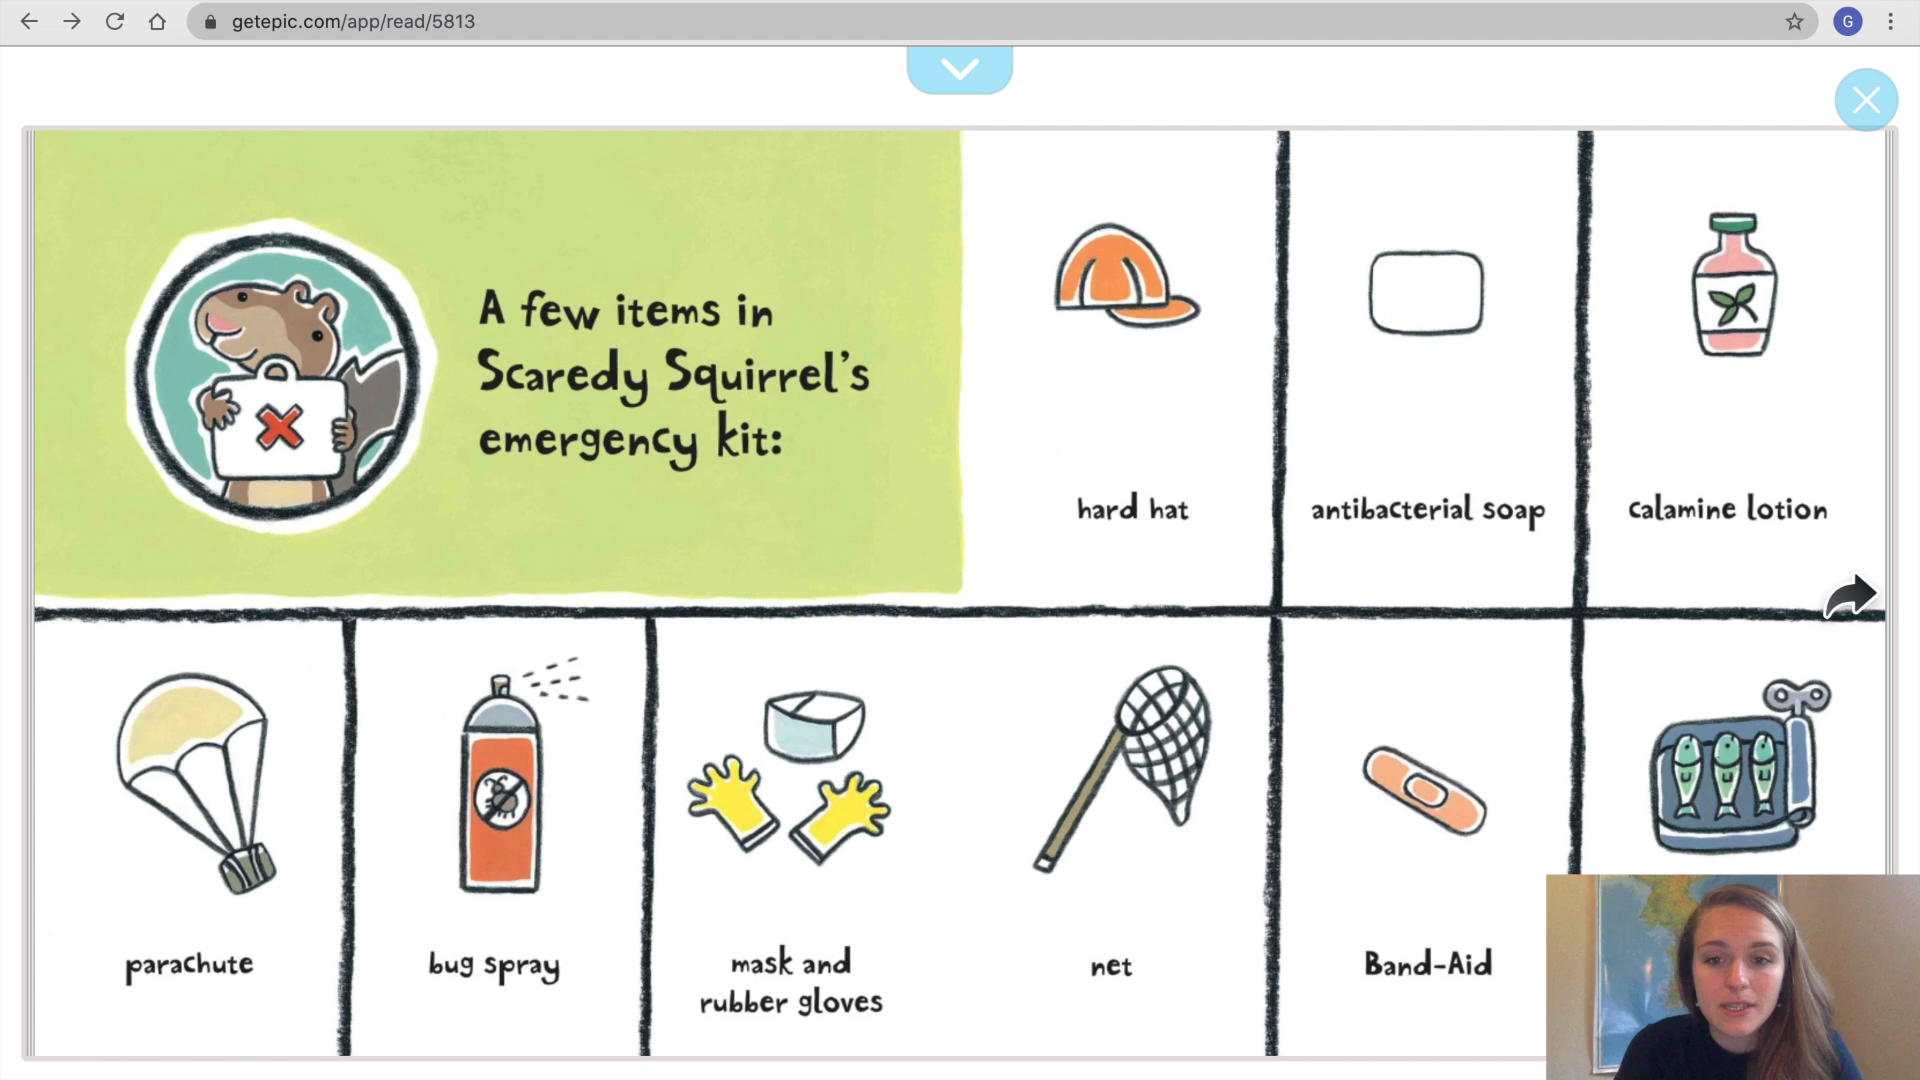 getepic.com/app/read/5813
G
A few items in
Scaredy Squirrel's
emergency kit:
hard hat
antibacterial soap
calamine lotion
parachute
bug spray
mask and
rubber gloves
net
Band-Aid